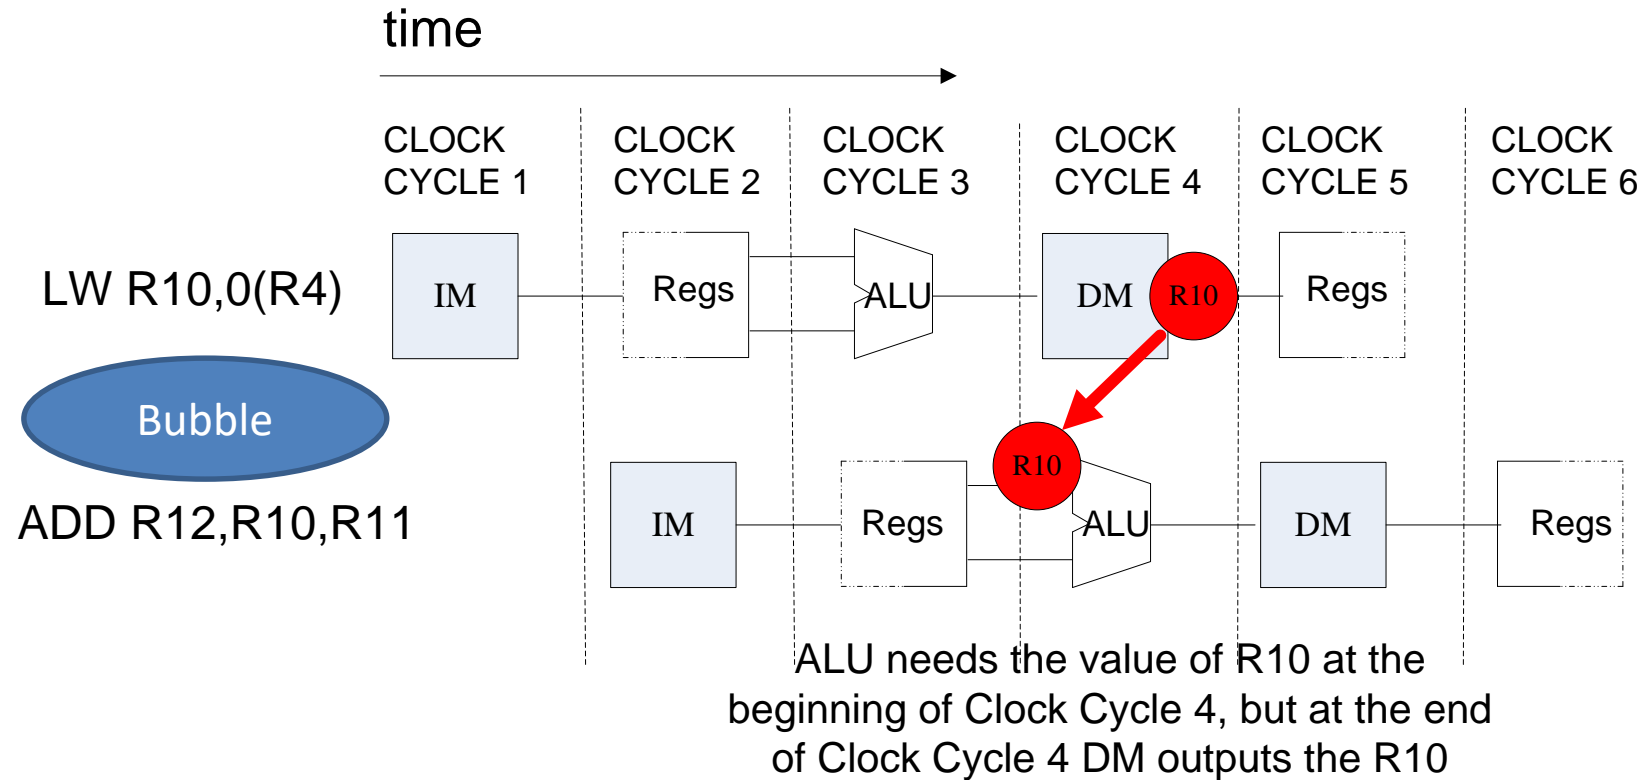 time
CLOCK CLOCK CLOCK CLOCK CLOCK CLOCK
CYCLE 1 CYCLE 2 CYCLE 3 CYCLE 4 CYCLE 5 CYCLE 6
LW R10,0(R4) IM Regs ALU DM R10 Regs
Bubble
R10
ADD R12,R10,R11 IM Regs ALU DM Regs
ALU needs the value of R10 at the
beginning of Clock Cycle 4, but at the end
of Clock Cycle 4 DM outputs the R10